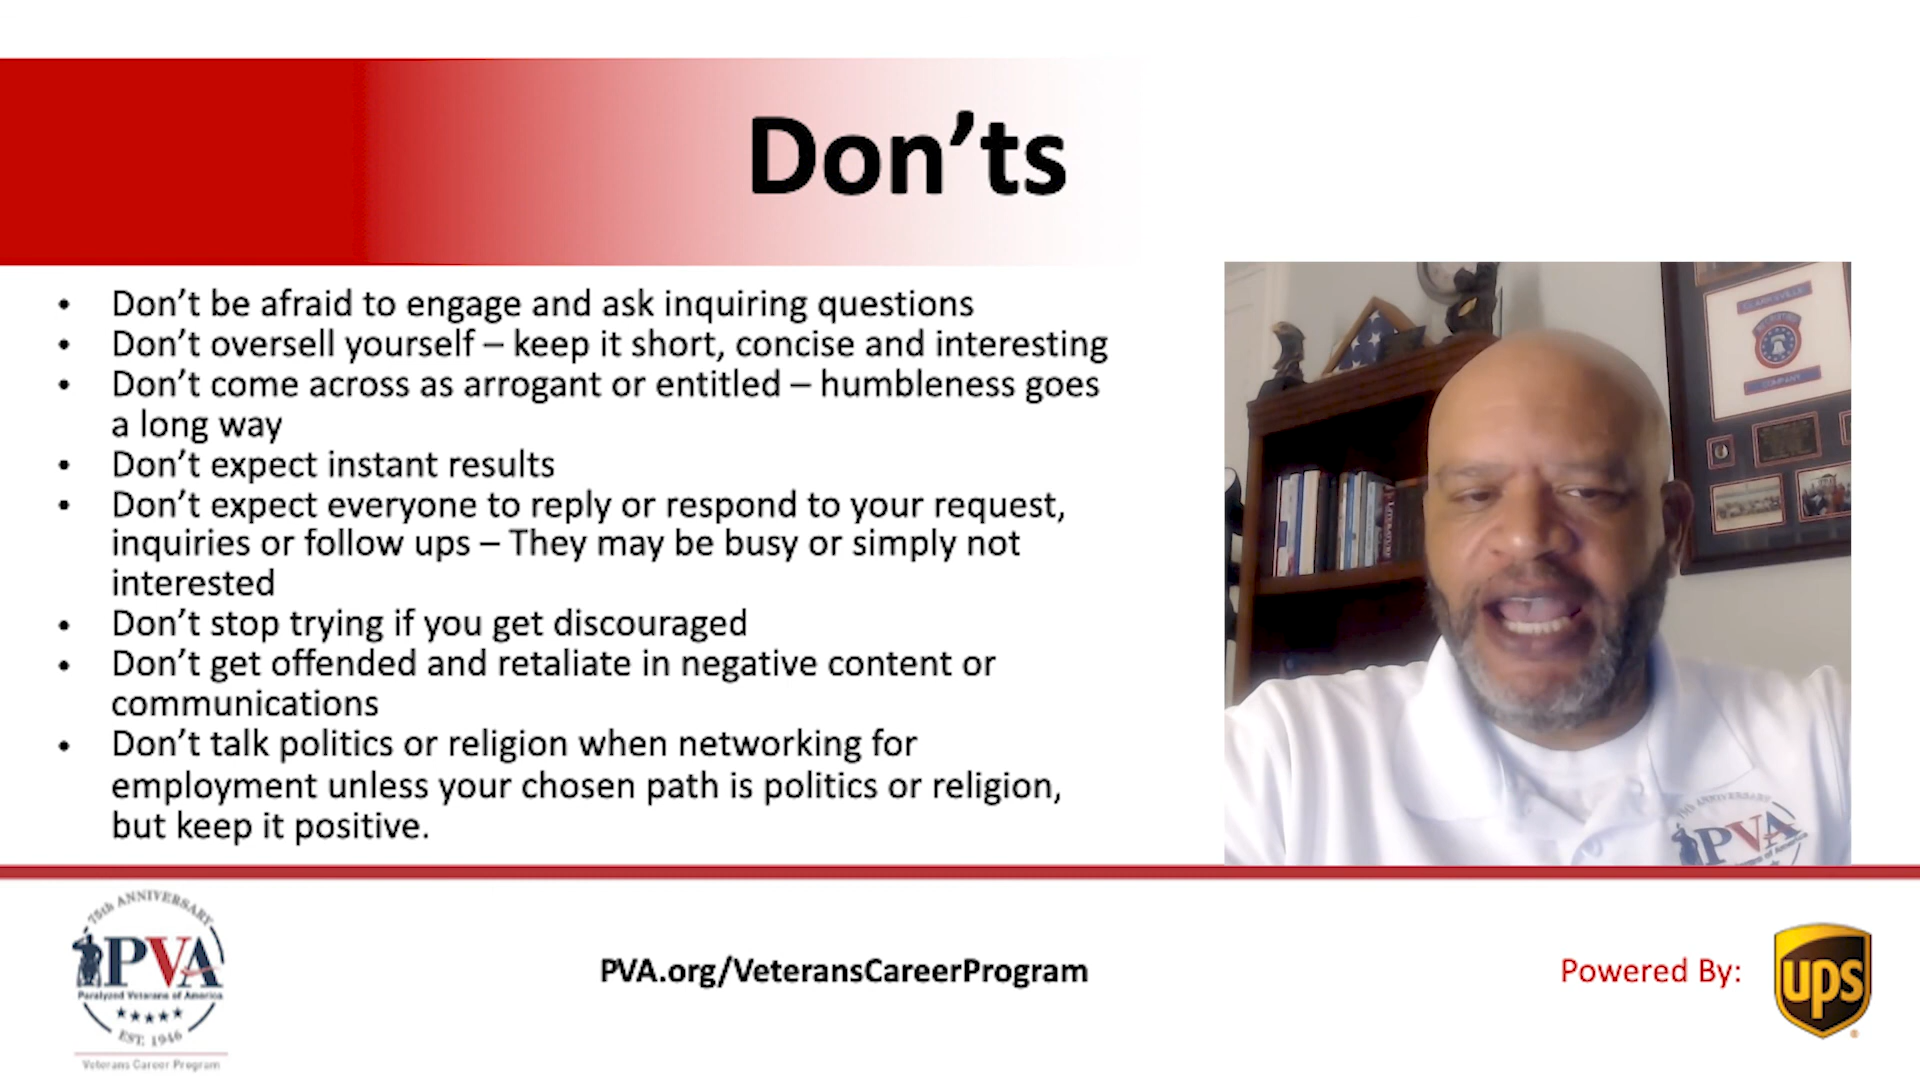 Don’ts
• Don’t be afraid to engage and ask inquiring questions
• Don’t oversell yourself – keep it short, concise and interesting
• Don’t come across as arrogant or entitled – humbleness goes
a long way
• Don’t expect instant results
• Don’t expect everyone to reply or respond to your request,
inquiries or follow ups – They may be busy or simply not
interested
• Don’t stop trying if you get discouraged
• Don’t get offended and retaliate in negative content or
communications
• Don’t talk politics or religion when networking for
employment unless your chosen path is politics or religion,
but keep it positive.
COMPANY
PVA
75th ANNIVERSARY
PVA
Paralyzed Veterans of America
EST. 1946
Veterans Career Program
PVA.org/VeteransCareerProgram
Powered By:
ups